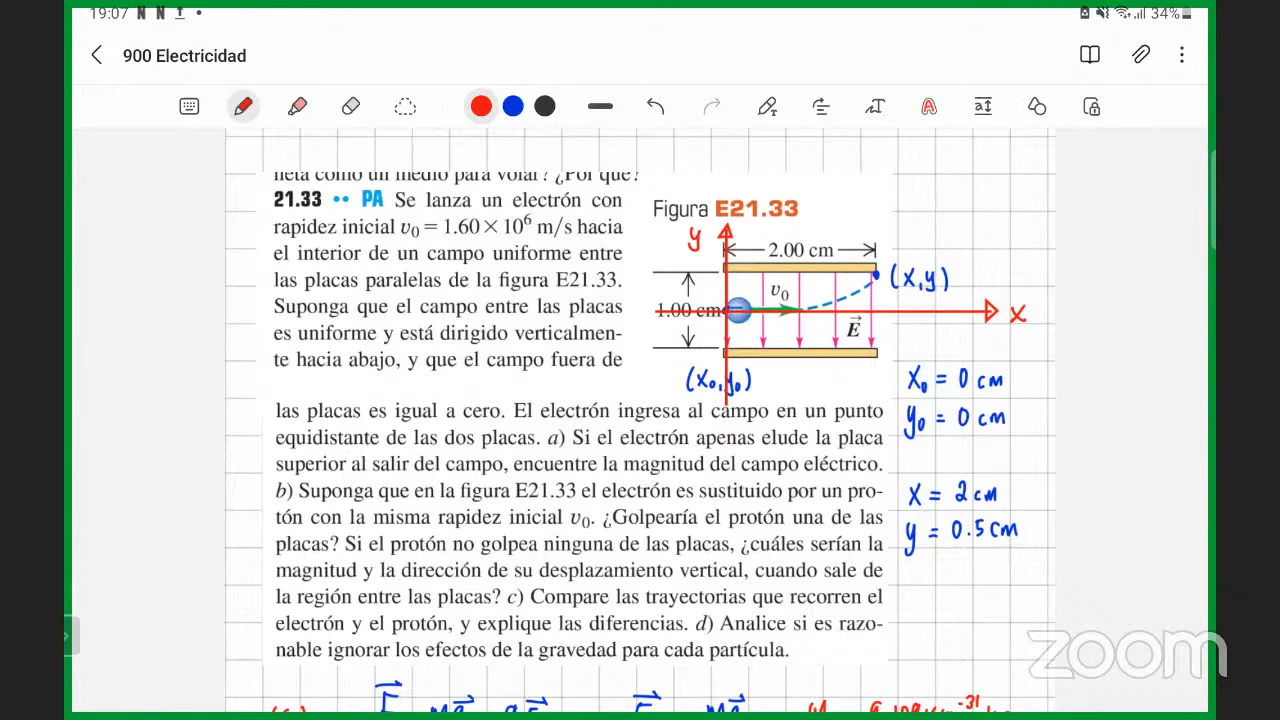 19:07
34%
900 Electricidad
neta como un medio para volar? ¿Por qué?
21.33 •• PA Se lanza un electrón con
rapidez inicial v₀ = 1.60 × 10⁶ m/s hacia
el interior de un campo uniforme entre
las placas paralelas de la figura E21.33.
Suponga que el campo entre las placas
es uniforme y está dirigido verticalmen-
te hacia abajo, y que el campo fuera de
las placas es igual a cero. El electrón ingresa al campo en un punto
equidistante de las dos placas. a) Si el electrón apenas elude la placa
superior al salir del campo, encuentre la magnitud del campo eléctrico.
b) Suponga que en la figura E21.33 el electrón es sustituido por un pro-
tón con la misma rapidez inicial v₀. ¿Golpearía el protón una de las
placas? Si el protón no golpea ninguna de las placas, ¿cuáles serían la
magnitud y la dirección de su desplazamiento vertical, cuando sale de
la región entre las placas? c) Compare las trayectorias que recorren el
electrón y el protón, y explique las diferencias. d) Analice si es razo-
nable ignorar los efectos de la gravedad para cada partícula.
Figura E21.33
y
2.00 cm
(x,y)
v₀
1.00 cm
x
E⃗
(x₀,y₀)
x₀ = 0 cm
y₀ = 0 cm
x = 2 cm
y = 0.5 cm
zoom